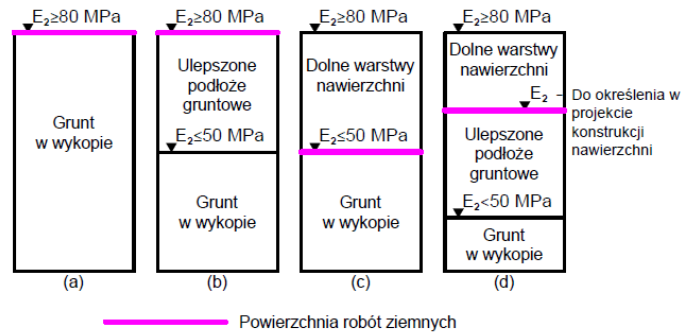 E₂≥80 MPa
Grunt
w wykopie
(a)
E₂≥80 MPa
Ulepszone
podłoże
gruntowe
E₂≤50 MPa
Grunt
w wykopie
(b)
E₂≥80 MPa
Dolne warstwy
nawierzchni
E₂≤50 MPa
Grunt
w wykopie
(c)
E₂≥80 MPa
Dolne warstwy
nawierzchni
E₂ - Do określenia w
projekcie
konstrukcji
nawierzchni
Ulepszone
podłoże
gruntowe
E₂<50 MPa
Grunt
w wykopie
(d)
Powierzchnia robót ziemnych